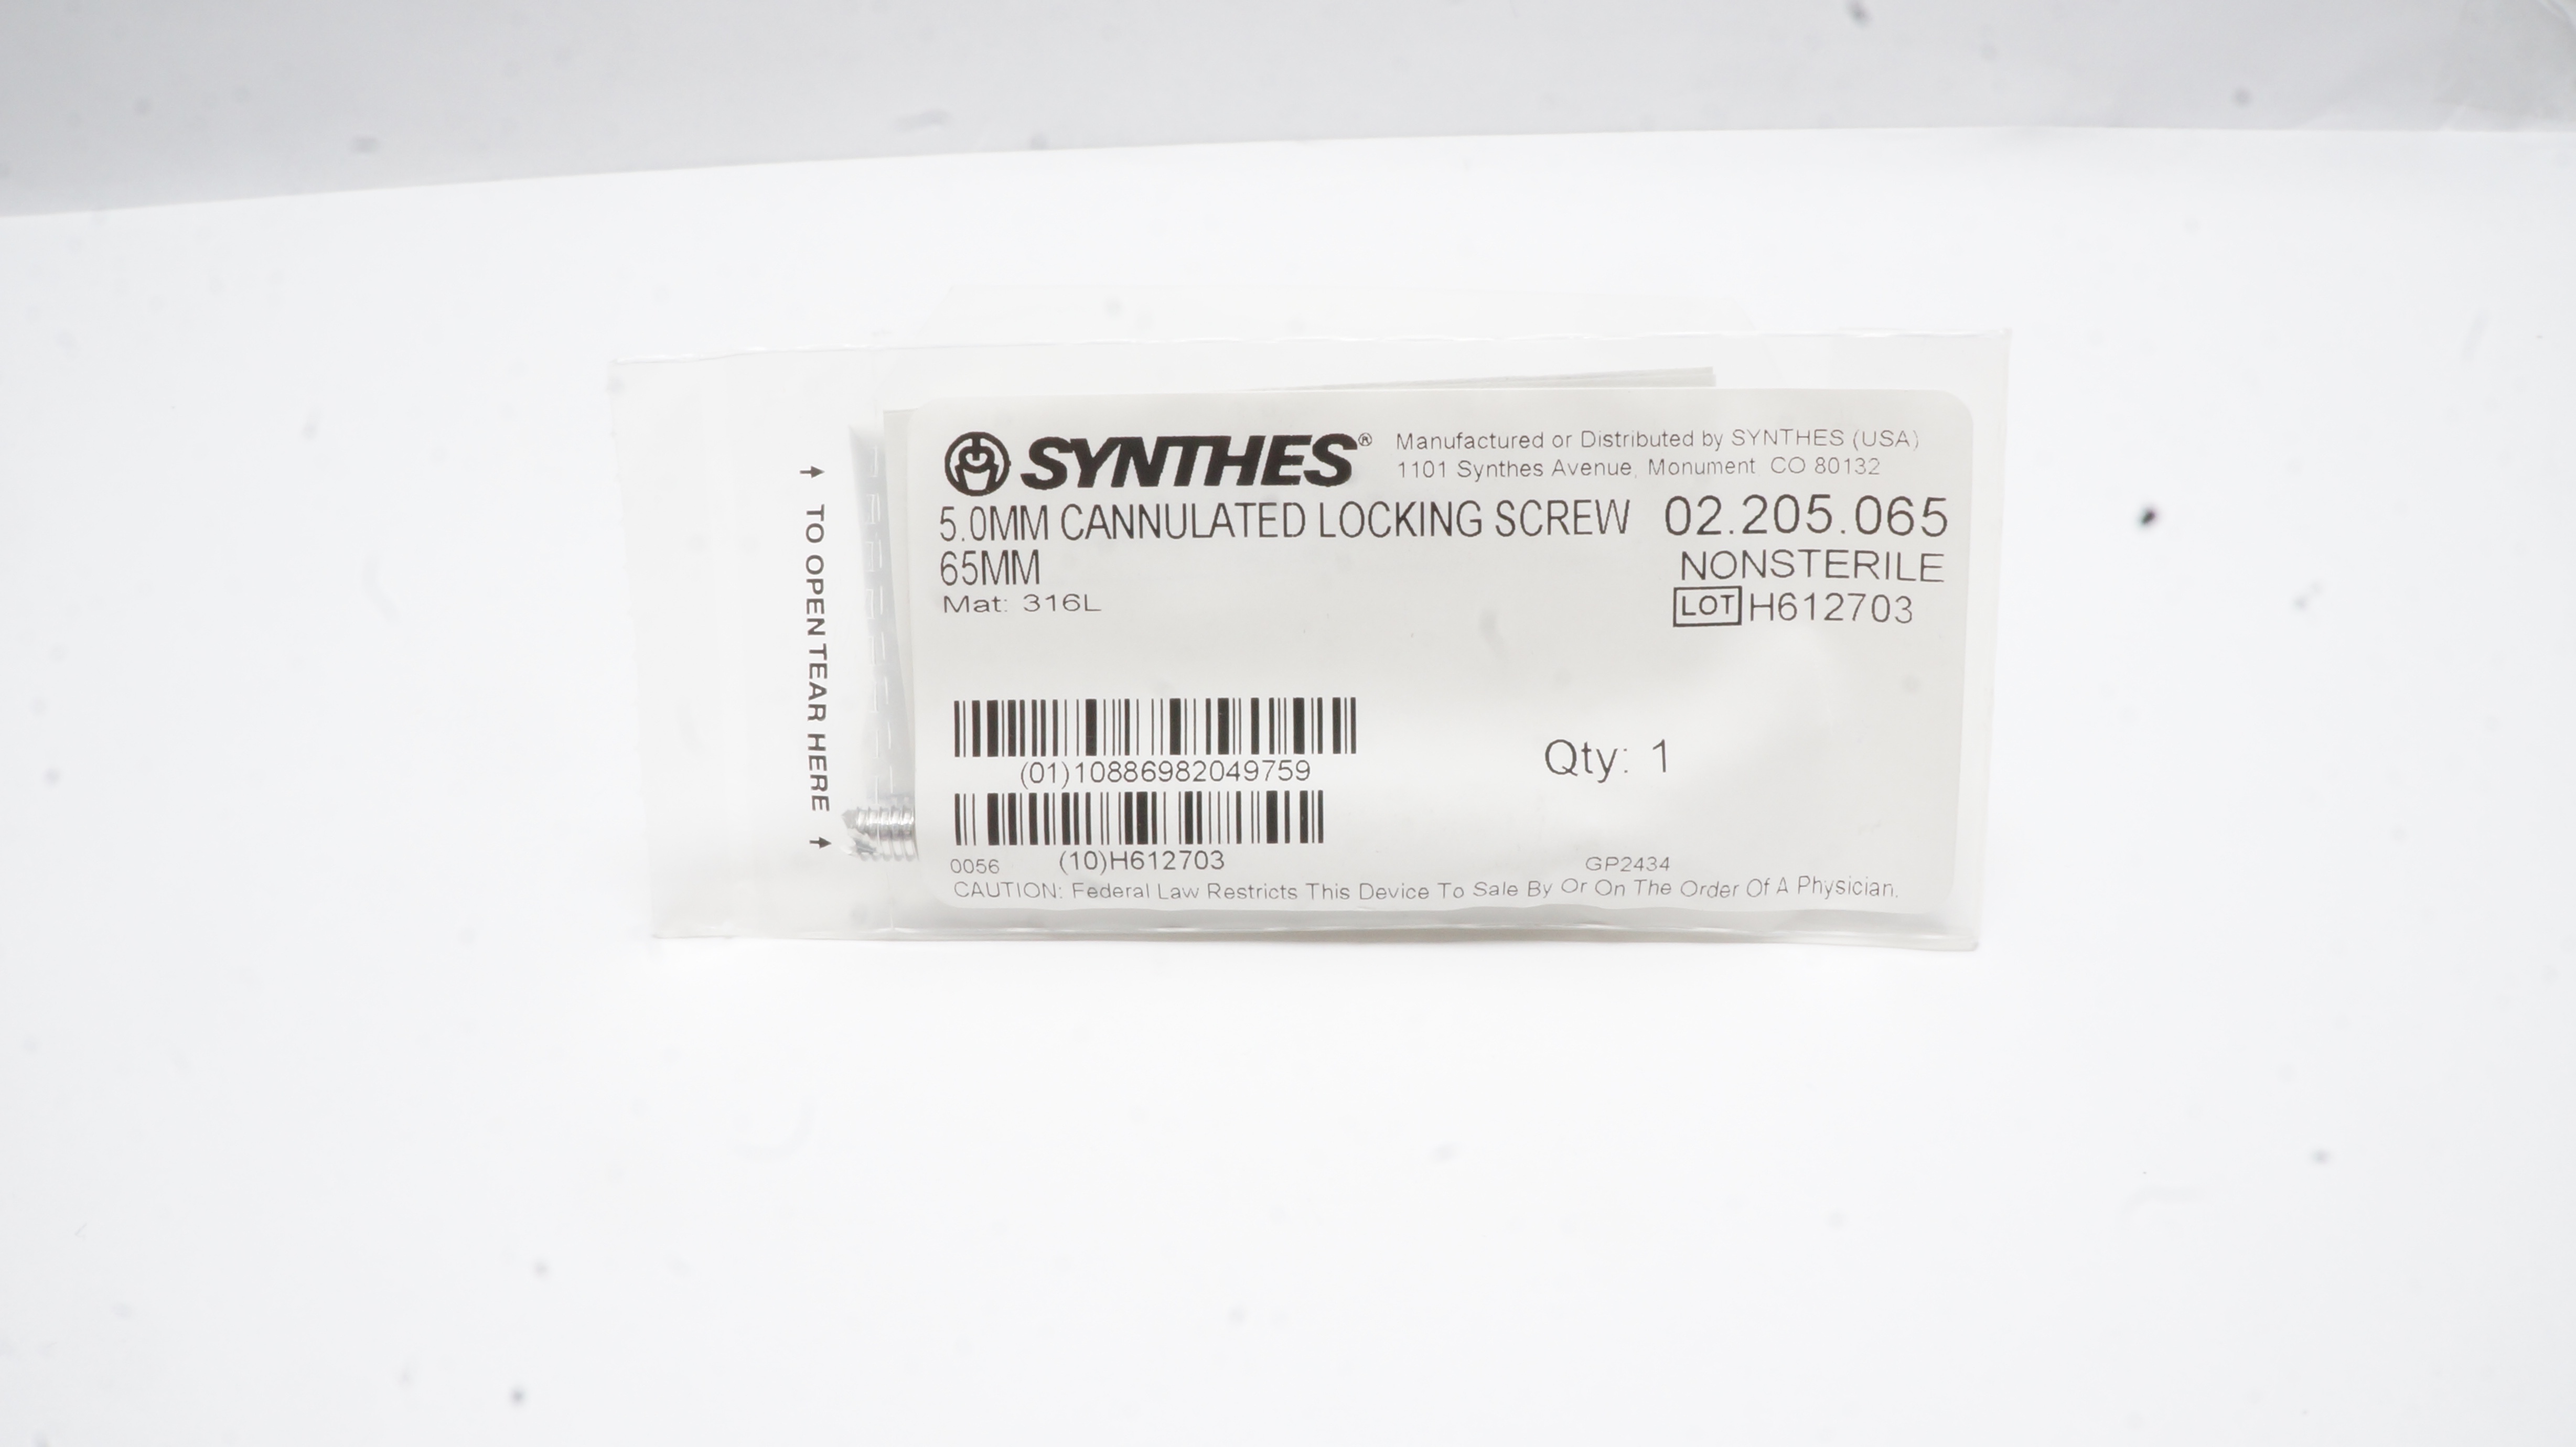 SYNTHES®
Manufactured or Distributed by SYNTHES (USA)
1101 Synthes Avenue, Monument CO 80132
5.0MM CANNULATED LOCKING SCREW 02.205.065
65MM
NONSTERILE
Mat: 316L
LOT H612703
(01)10886982049759
Qty: 1
0056 (10)H612703
GP2434
CAUTION: Federal Law Restricts This Device To Sale By Or On The Order Of A Physician.
TO OPEN TEAR HERE